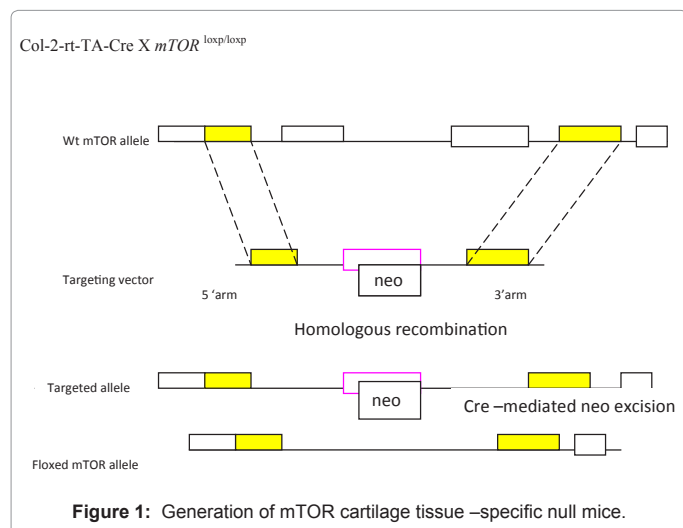 Col-2-rt-TA-Cre X mTOR loxp/loxp
Wt mTOR allele
neo
Targeting vector
5 ‘arm
3’arm
Homologous recombination
Targeted allele
neo
Cre –mediated neo excision
Floxed mTOR allele
Figure 1: Generation of mTOR cartilage tissue –specific null mice.